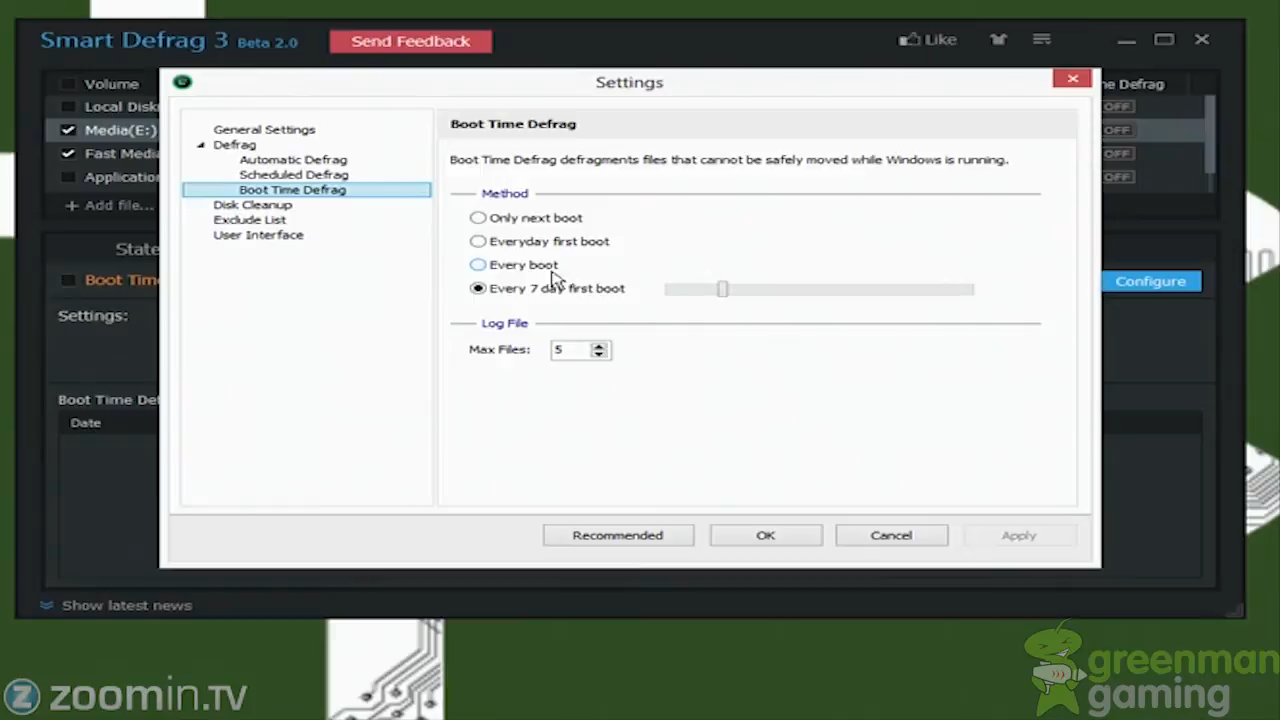 Smart Defrag 3 Beta 2.0
Send Feedback
Like
Settings
Volume
Local Disk
Media(E:)
Fast Media
Application
+ Add file...
me Defrag
OFF
OFF
OFF
OFF
General Settings
Defrag
Automatic Defrag
Scheduled Defrag
Boot Time Defrag
Disk Cleanup
Exclude List
User Interface
Boot Time Defrag
Boot Time Defrag defragments files that cannot be safely moved while Windows is running.
Method
Only next boot
Everyday first boot
Every boot
Every 7 day first boot
Log File
Max Files: 5
Recommended
OK
Cancel
Apply
State
Boot Time
Configure
Settings:
Boot Time Def
Date
Show latest news
Z zoomin.tv
greenman
gaming